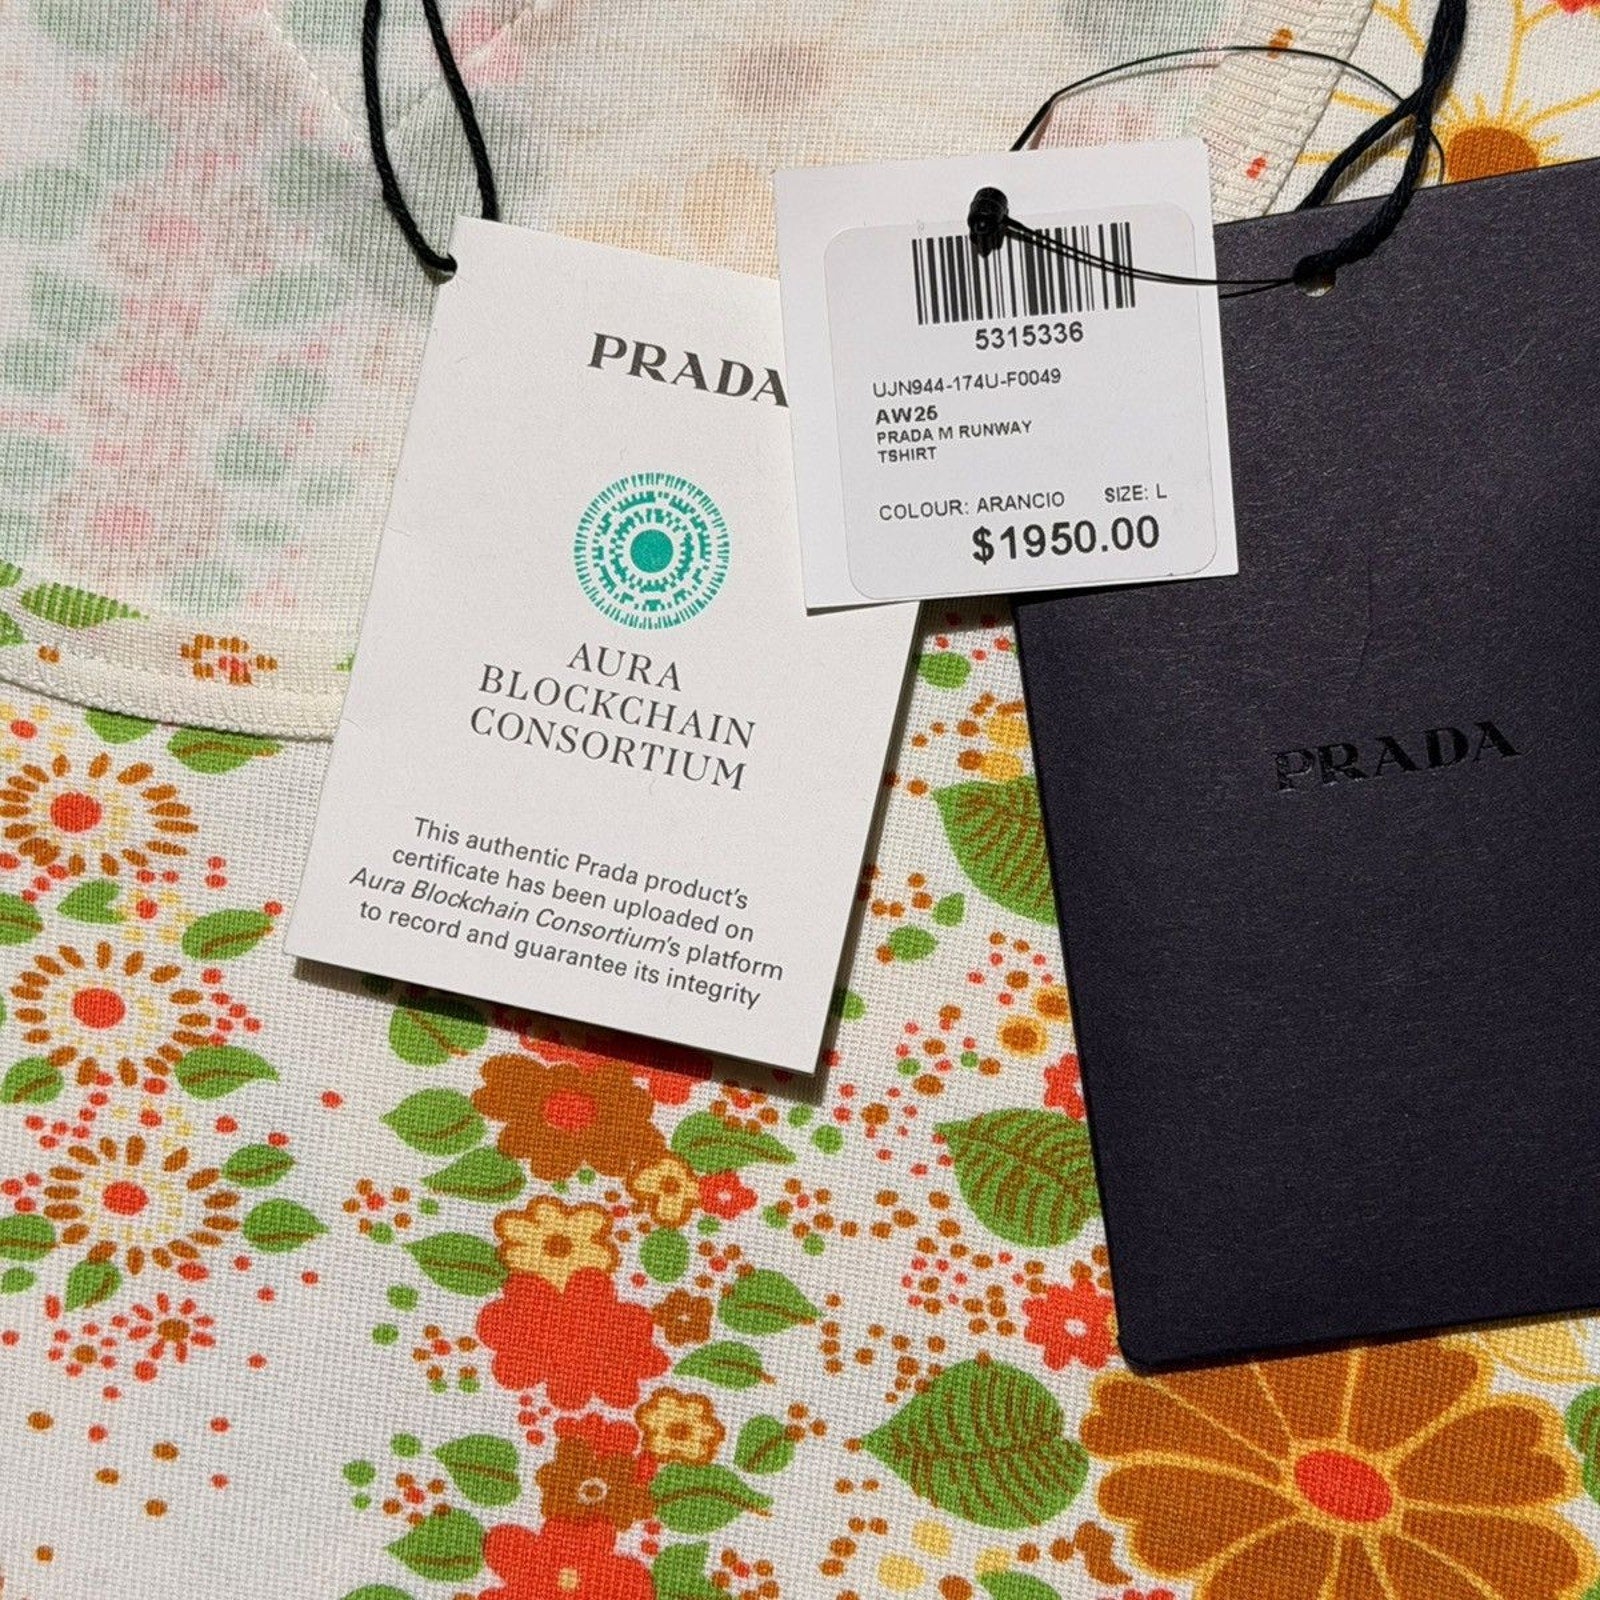 PRADA
AURA
BLOCKCHAIN
CONSORTIUM
This authentic Prada product's
certificate has been uploaded on
Aura Blockchain Consortium's platform
to record and guarantee its integrity
5315336
UJN944-174U-F0049
AW25
PRADA M RUNWAY
TSHIRT
COLOUR: ARANCIO SIZE: L
$1950.00
PRADA